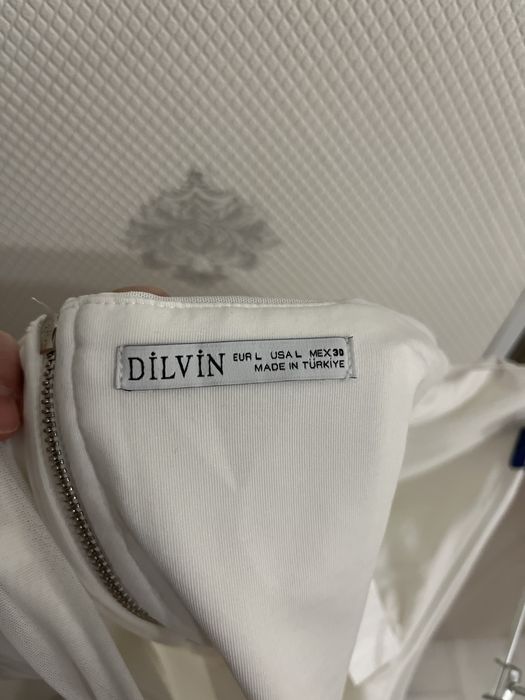 DİLVİN
EUR L USA L MEX 30
MADE IN TÜRKİYE